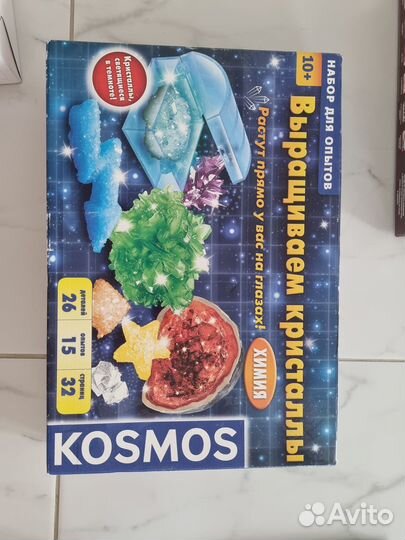 НАБОР ДЛЯ ОПЫТОВ
10+
Выращиваем кристаллы
Растут прямо у вас на глазах!
ХИМИЯ
Кристаллы,
светящиеся
в темноте!
26 деталей
15 опытов
32 страниц
KOSMOS
Avito